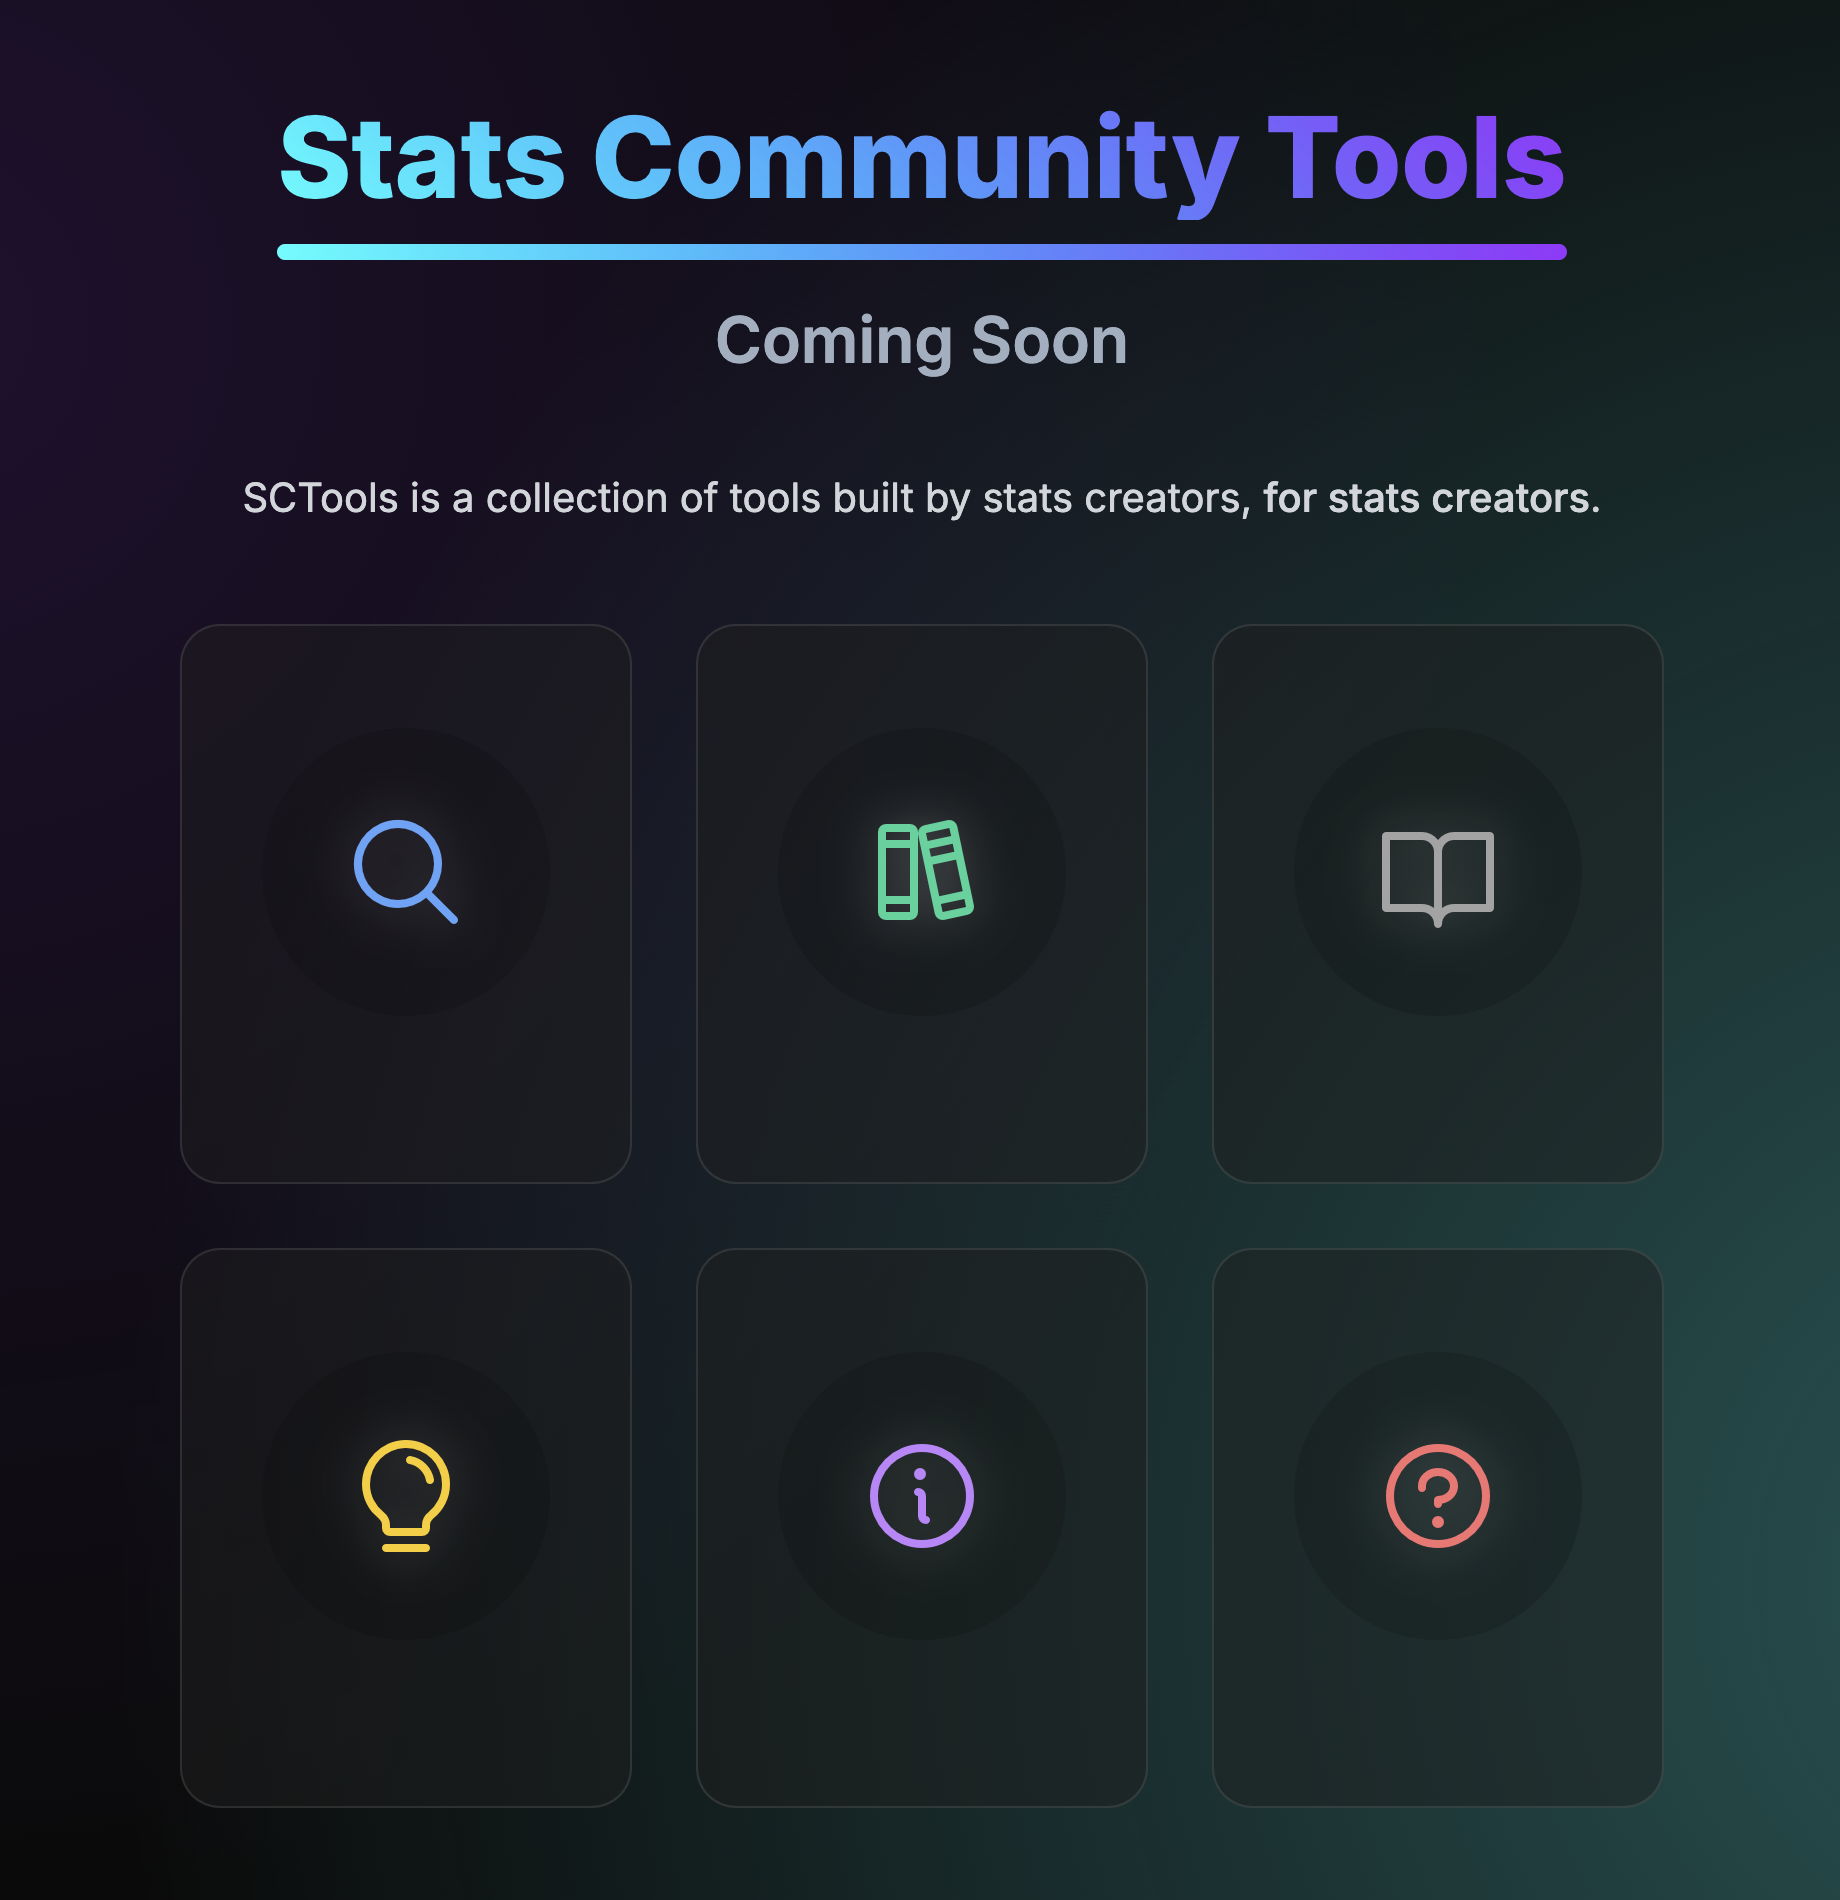 Stats Community Tools
Coming Soon
SCTools is a collection of tools built by stats creators, for stats creators.